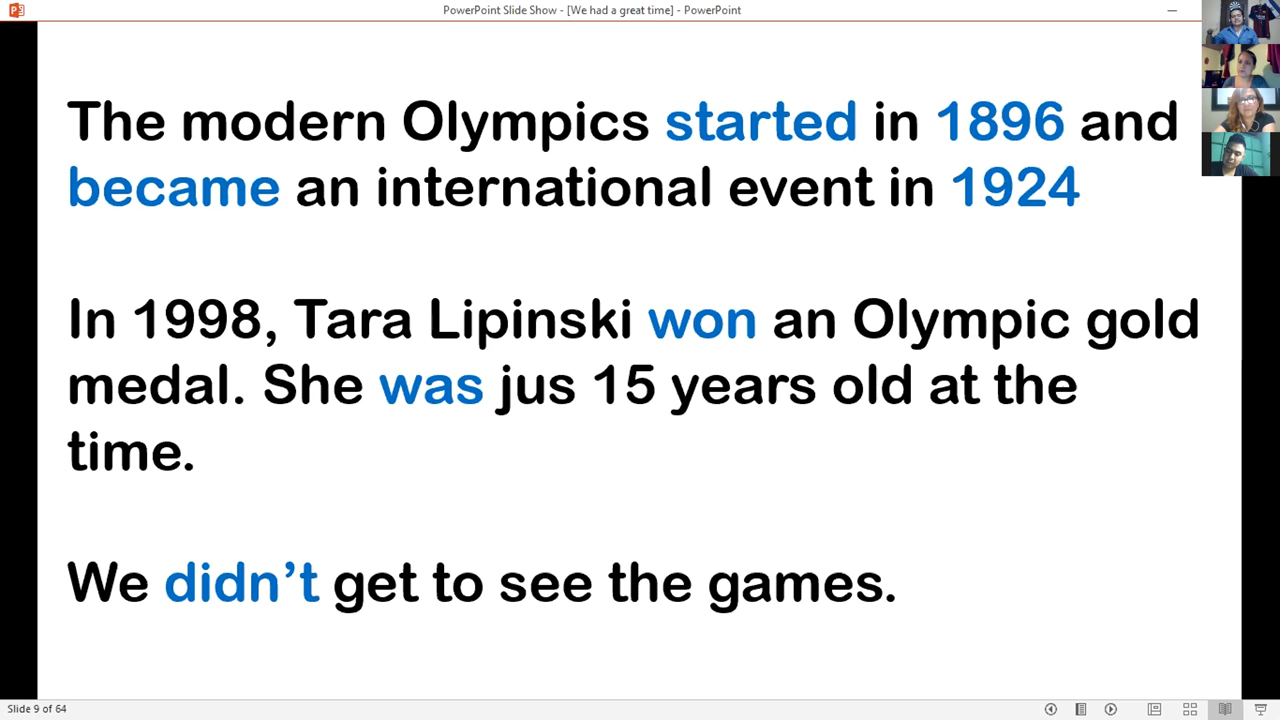 PowerPoint Slide Show - [We had a great time] - PowerPoint
The modern Olympics started in 1896 and
became an international event in 1924
In 1998, Tara Lipinski won an Olympic gold
medal. She was jus 15 years old at the
time.
We didn’t get to see the games.
Slide 9 of 64